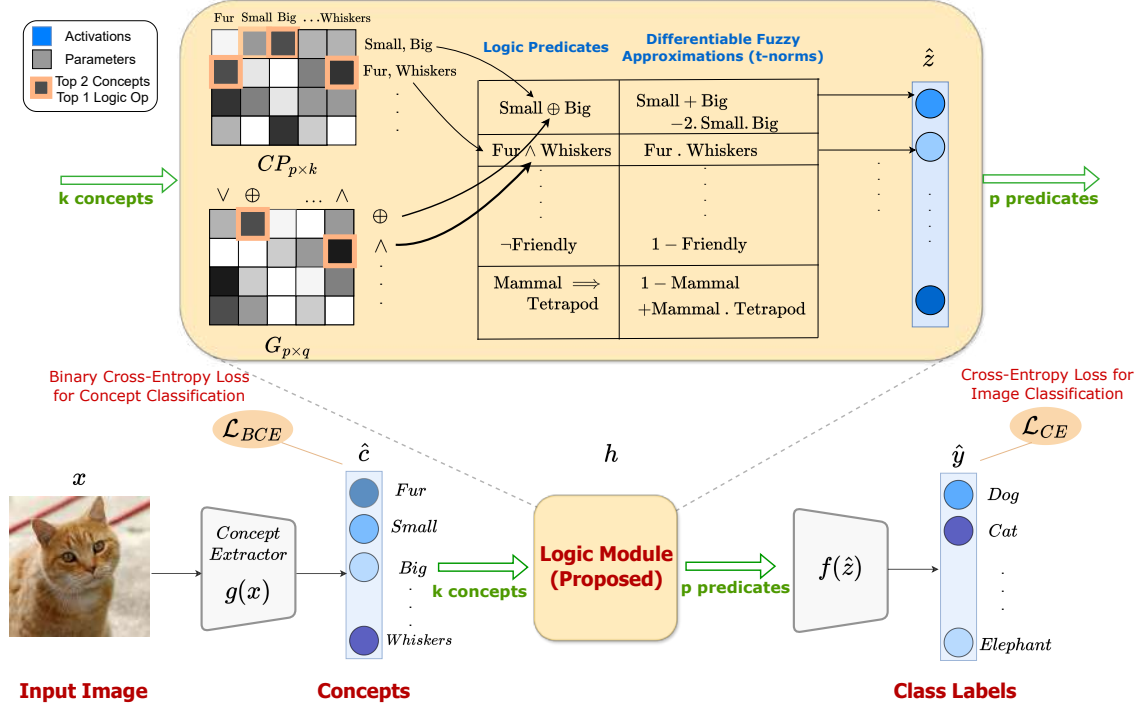 Activations
Parameters
Top 2 Concepts
Top 1 Logic Op
Fur Small Big ...Whiskers
Small, Big
Fur, Whiskers
.
.
.
CP_{p×k}
∨ ⊕ ... ∧
⊕
∧
.
.
.
G_{p×q}
Logic Predicates
Differentiable Fuzzy
Approximations (t-norms)
Small ⊕ Big
Small + Big
−2. Small. Big
Fur ∧ Whiskers
Fur . Whiskers
.
.
.
.
.
.
¬Friendly
1 − Friendly
Mammal ⟹
Tetrapod
1 − Mammal
+Mammal . Tetrapod
ẑ
.
.
.
.
.
.
k concepts
p predicates
Binary Cross-Entropy Loss
for Concept Classification
ℒ_{BCE}
Cross-Entropy Loss for
Image Classification
ℒ_{CE}
x
ĉ
h
ŷ
Concept
Extractor
g(x)
Fur
Small
Big
.
.
.
Whiskers
k concepts
Logic Module
(Proposed)
p predicates
f(ẑ)
Dog
Cat
.
.
.
Elephant
Input Image
Concepts
Class Labels